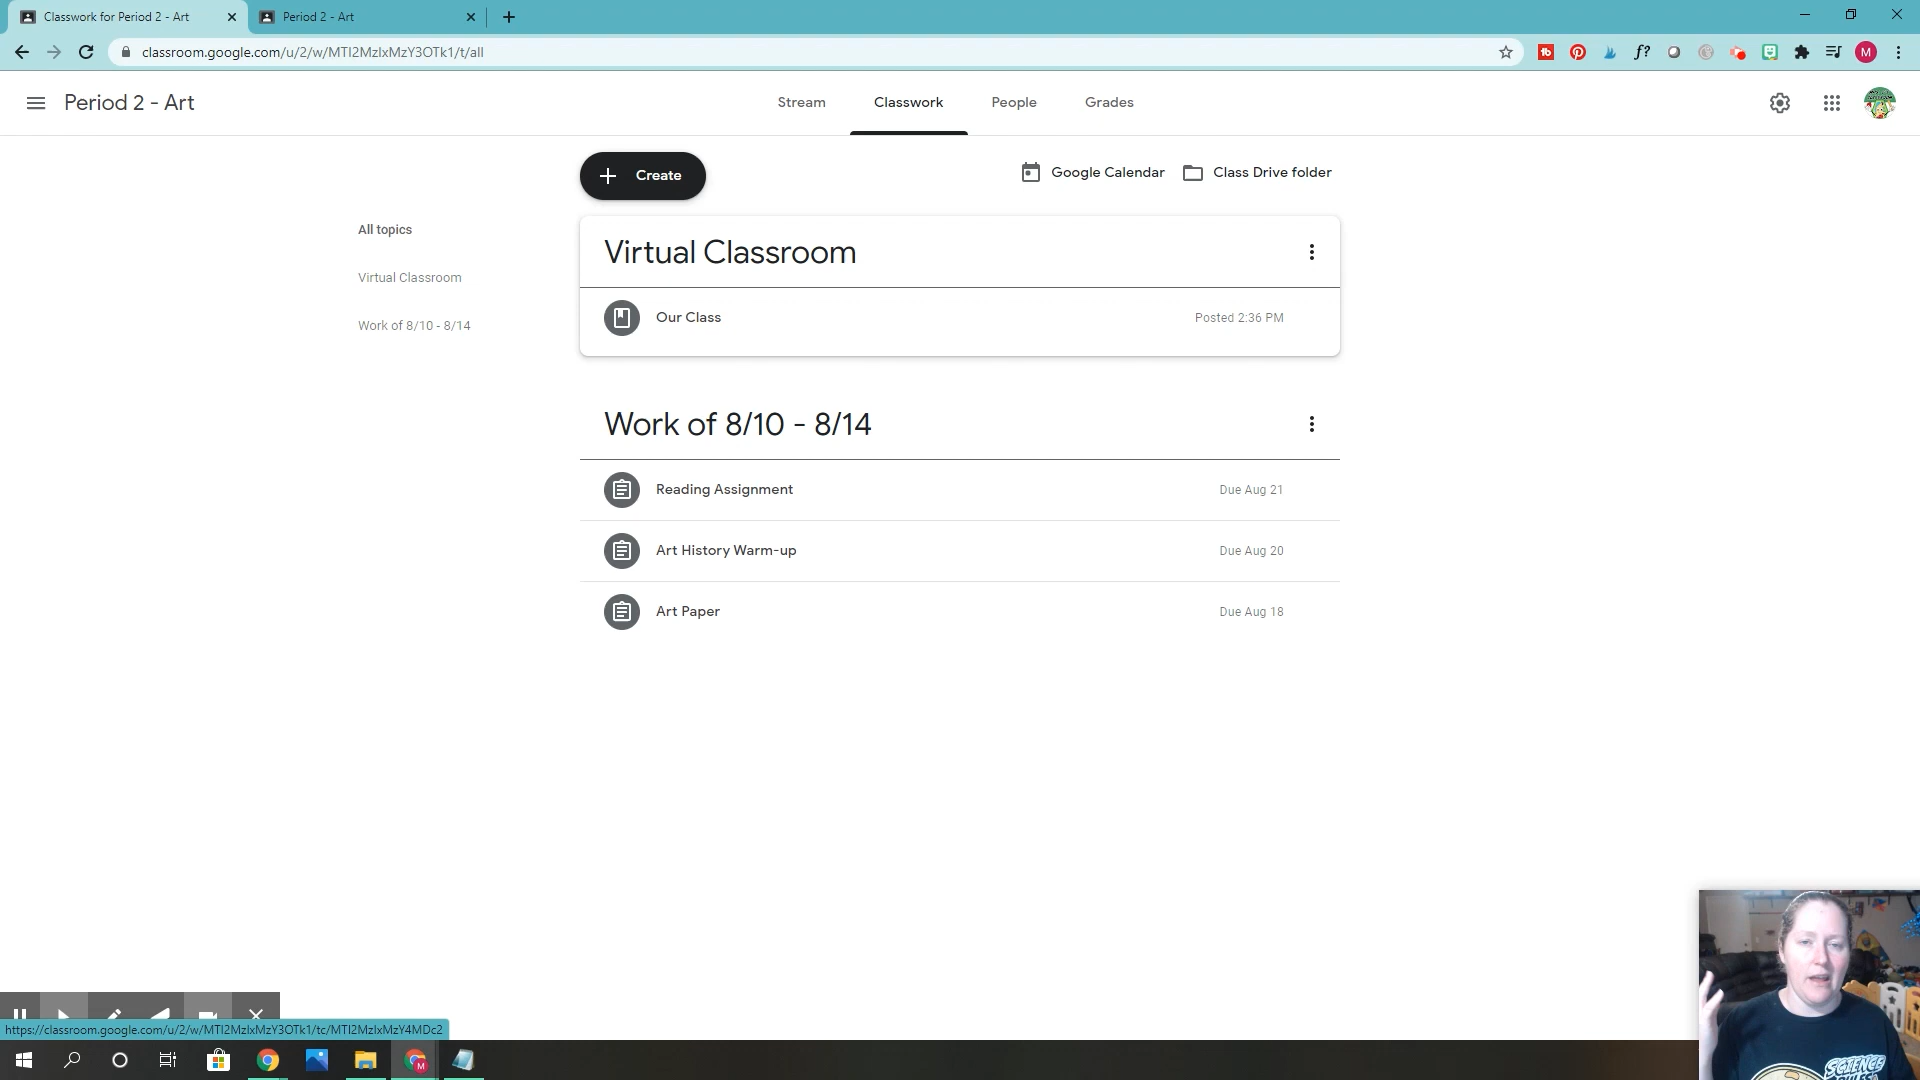 Classwork for Period 2 - Art
Period 2 - Art
classroom.google.com/u/2/w/MTI2MzIxMzY3OTk1/t/all
f?
M
Period 2 - Art
Stream
Classwork
People
Grades
Create
Google Calendar
Class Drive folder
All topics
Virtual Classroom
Work of 8/10 - 8/14
Virtual Classroom
Our Class
Posted 2:36 PM
Work of 8/10 - 8/14
Reading Assignment
Due Aug 21
Art History Warm-up
Due Aug 20
Art Paper
Due Aug 18
https://classroom.google.com/u/2/w/MTI2MzIxMzY3OTk1/tc/MTI2MzIxMzY4MDc2
M
SCIENCE